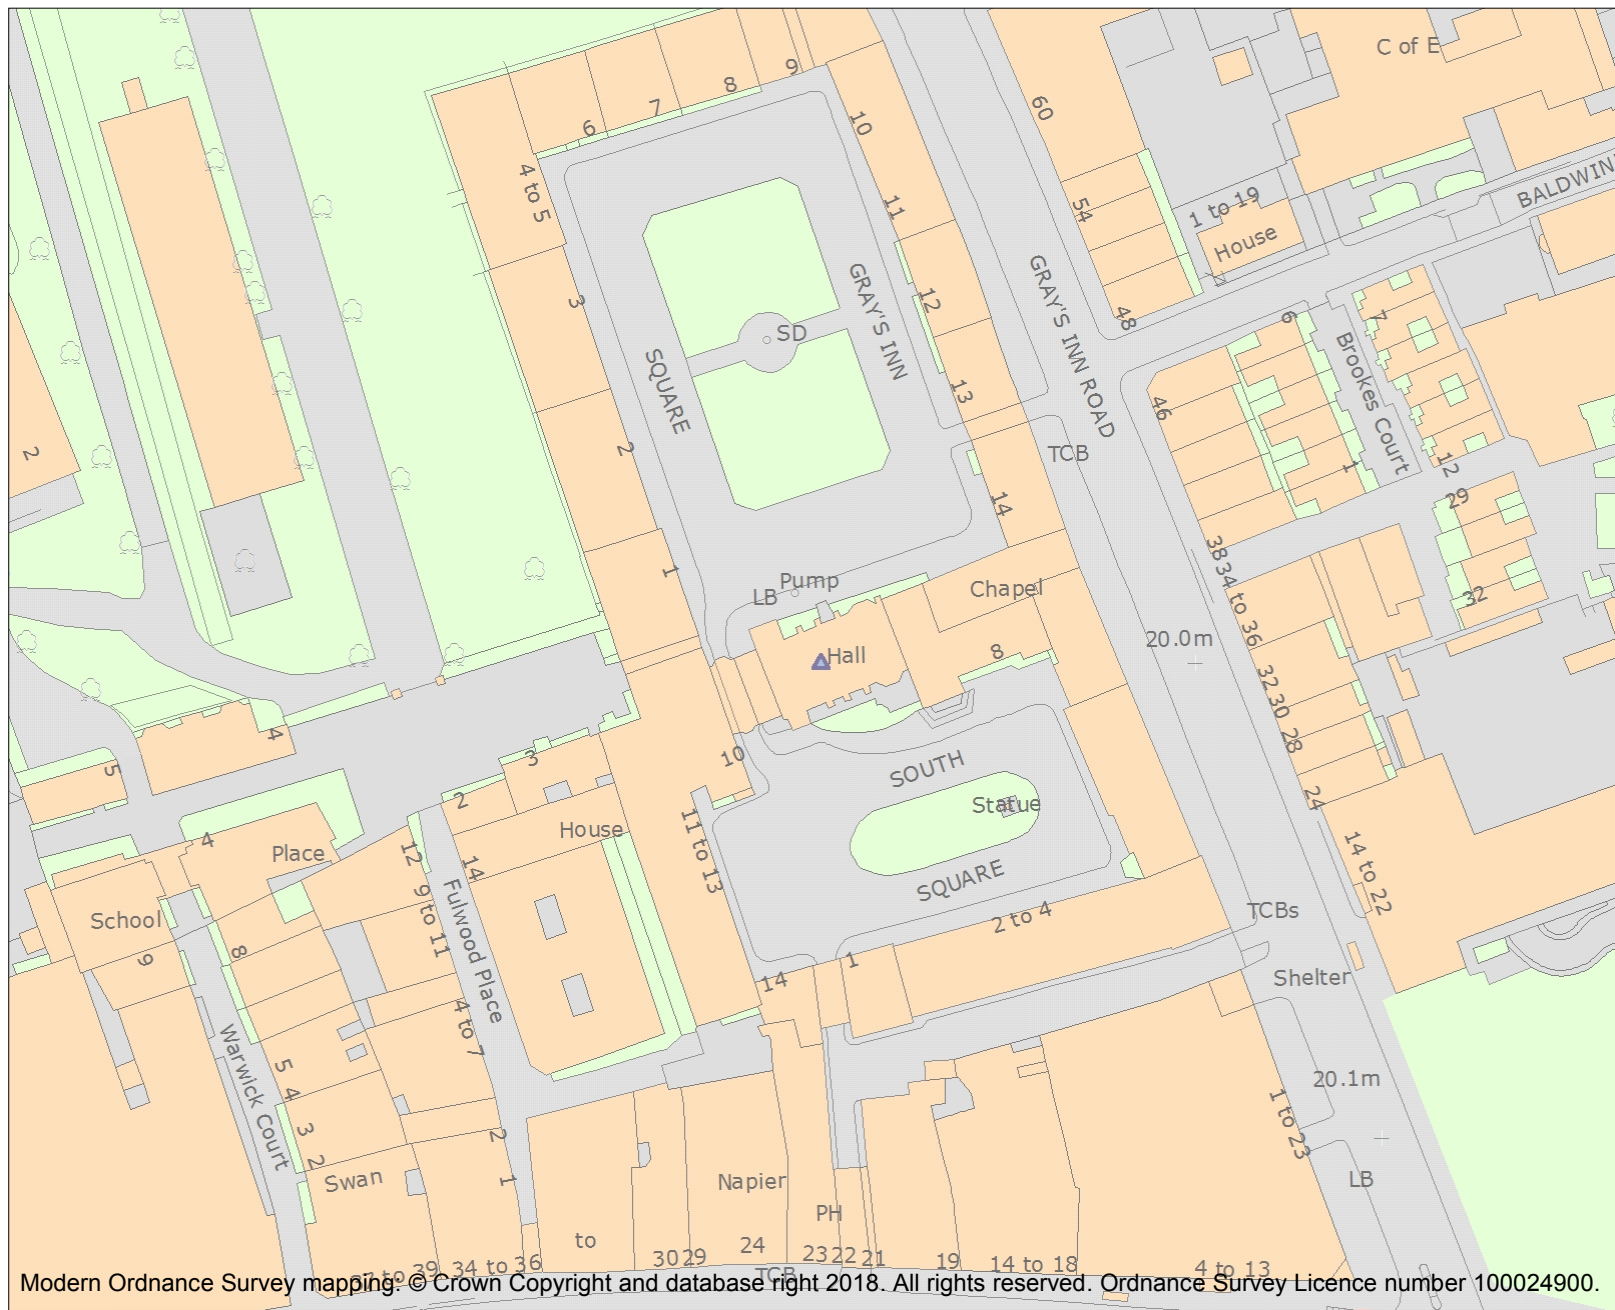 C of E
9
8
7
6
10
60
4 to 5
11
54
1 to 19
House
BALDWIN
3
12
48
GRAY'S INN
SQUARE
SD
GRAY'S INN ROAD
6
7
Brookes Court
13
46
2
2
TCB
1
12
29
14
1
Pump
LB
Chapel
38
34 to 36
32
Hall
8
20.0m
32
30
28
4
5
3
10
SOUTH
Statue
SQUARE
24
2
House
11 to 13
14 to 22
4
Place
12
14
9 to 11
Fulwood Place
School
9
8
2 to 4
TCBs
1
14
Shelter
4 to 7
Warwick Court
5
4
3
2
20.1m
1 to 23
2
1
Swan
Napier
PH
LB
to
37 to 39
34 to 36
30
29
24
23
22
21
19
14 to 18
4 to 13
TCB
Modern Ordnance Survey mapping: © Crown Copyright and database right 2018. All rights reserved. Ordnance Survey Licence number 100024900.